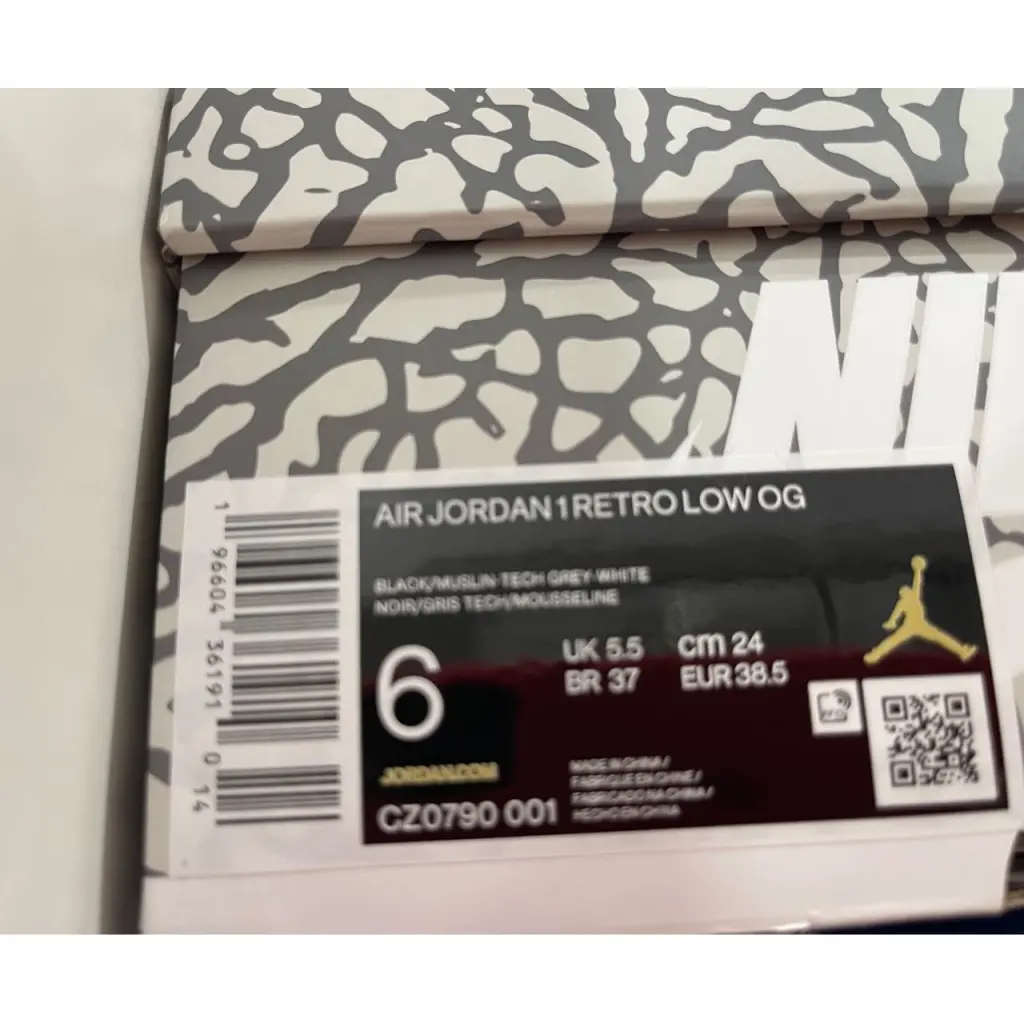 NI
AIR JORDAN 1 RETRO LOW OG
BLACK/MUSLIN-TECH GREY-WHITE
NOIR/GRIS TECH/MOUSSELINE
6
UK 5.5 cm 24
BR 37 EUR 38.5
JORDAN.COM
MADE IN CHINA /
FABRIQUE EN CHINE /
FABRICADO NA CHINA /
HECHO EN CHINA
CZ0790 001
1 96604 36191 0 14